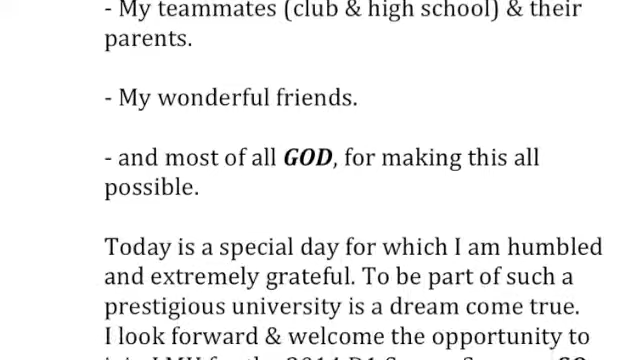 - My teammates (club & high school) & their
parents.
- My wonderful friends.
- and most of all GOD, for making this all
possible.
Today is a special day for which I am humbled
and extremely grateful. To be part of such a
prestigious university is a dream come true.
I look forward & welcome the opportunity to